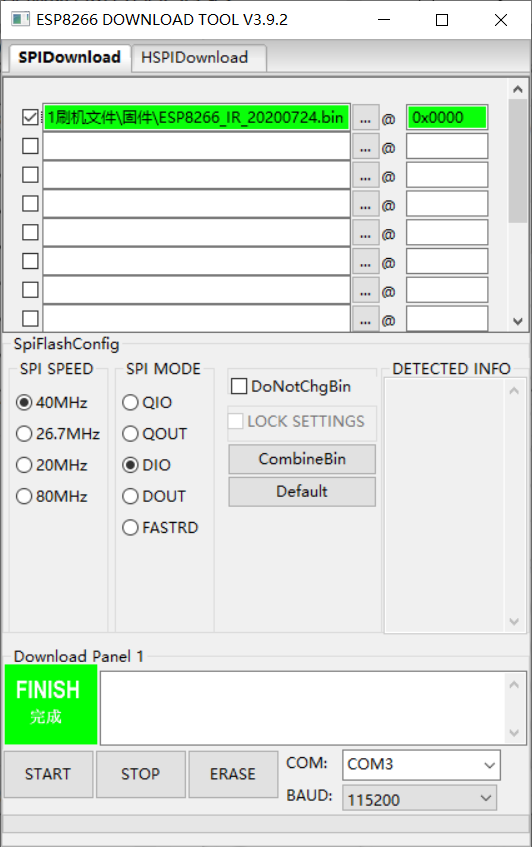 ESP8266 DOWNLOAD TOOL V3.9.2
SPIDownload HSPIDownload
1刷机文件\固件\ESP8266_IR_20200724.bin ... @ 0x0000
... @
... @
... @
... @
... @
... @
... @
SpiFlashConfig
SPI SPEED
40MHz
26.7MHz
20MHz
80MHz
SPI MODE
QIO
QOUT
DIO
DOUT
FASTRD
DoNotChgBin
LOCK SETTINGS
CombineBin
Default
DETECTED INFO
Download Panel 1
FINISH
完成
START STOP ERASE
COM: COM3
BAUD: 115200